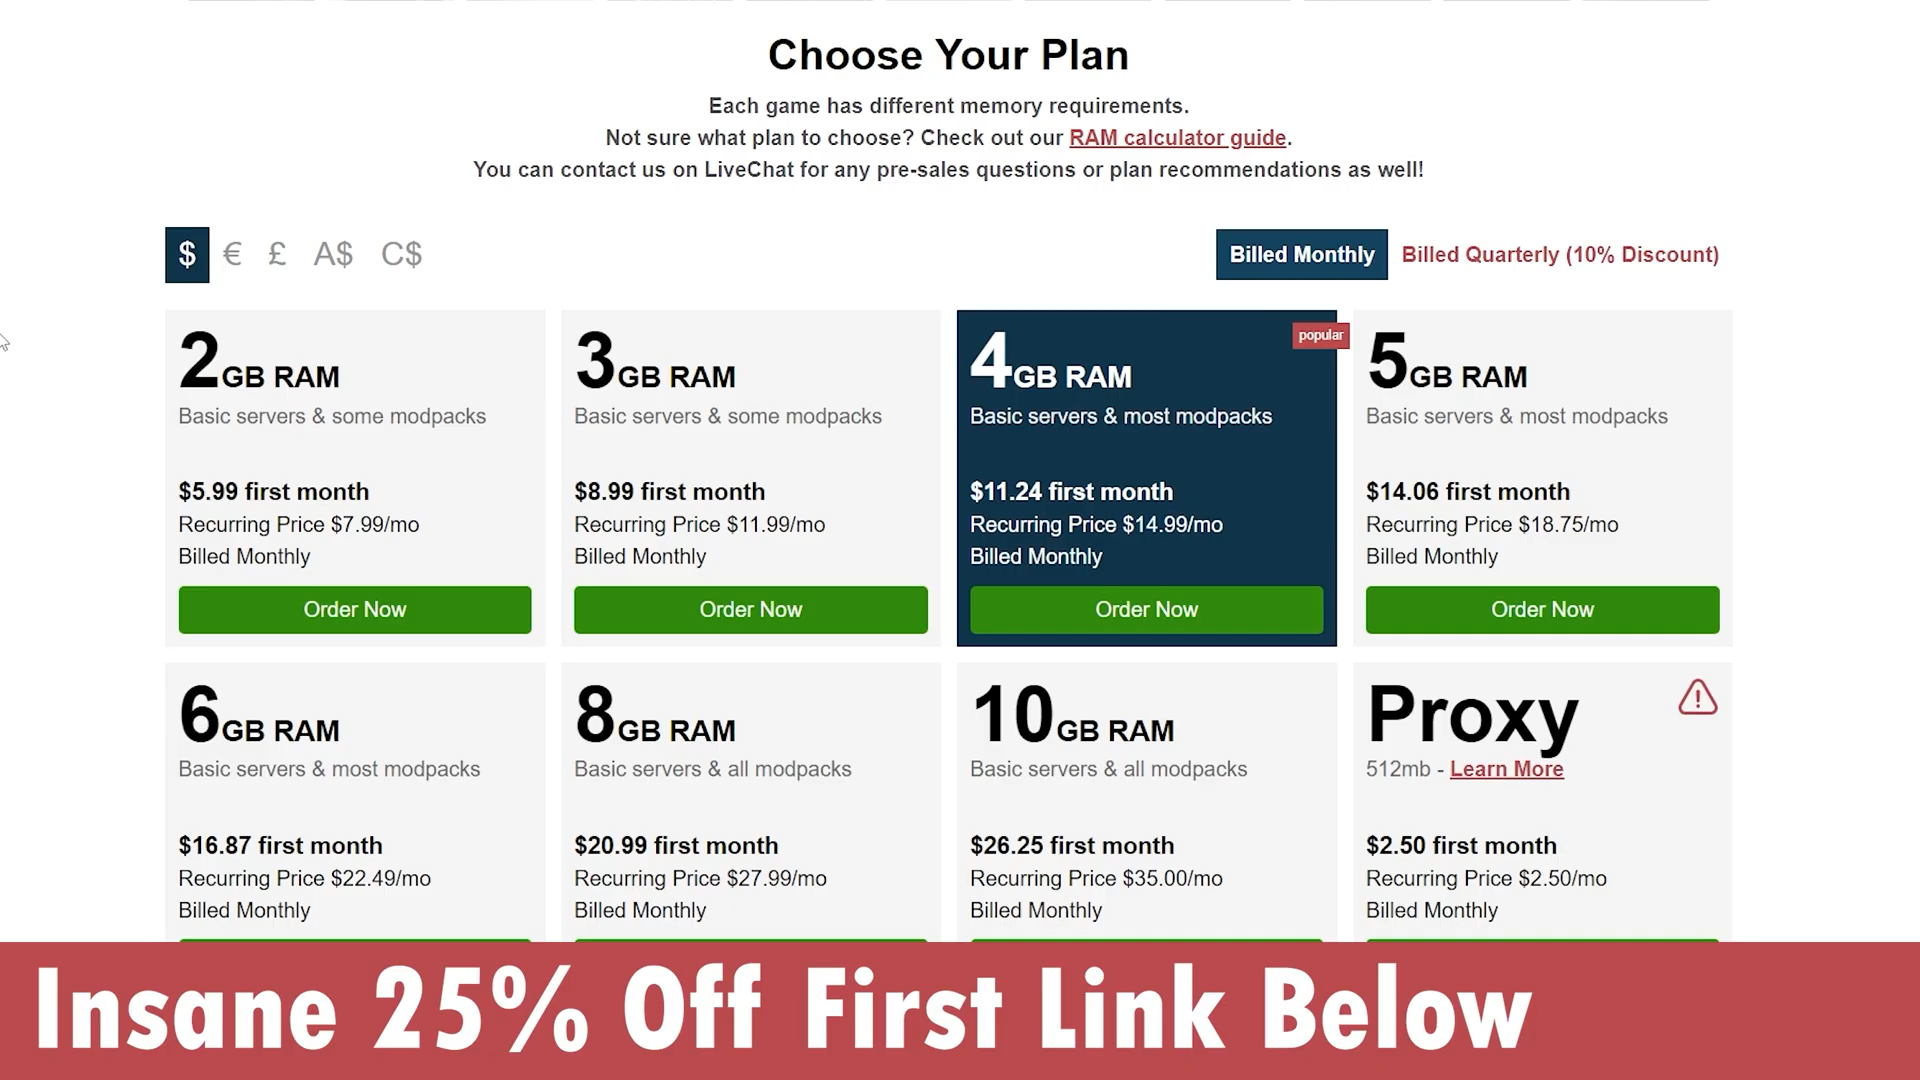 Choose Your Plan
Each game has different memory requirements.
Not sure what plan to choose? Check out our RAM calculator guide.
You can contact us on LiveChat for any pre-sales questions or plan recommendations as well!
$ € £ A$ C$
Billed Monthly Billed Quarterly (10% Discount)
2GB RAM
Basic servers & some modpacks
$5.99 first month
Recurring Price $7.99/mo
Billed Monthly
Order Now
3GB RAM
Basic servers & some modpacks
$8.99 first month
Recurring Price $11.99/mo
Billed Monthly
Order Now
popular
4GB RAM
Basic servers & most modpacks
$11.24 first month
Recurring Price $14.99/mo
Billed Monthly
Order Now
5GB RAM
Basic servers & most modpacks
$14.06 first month
Recurring Price $18.75/mo
Billed Monthly
Order Now
6GB RAM
Basic servers & most modpacks
$16.87 first month
Recurring Price $22.49/mo
Billed Monthly
8GB RAM
Basic servers & all modpacks
$20.99 first month
Recurring Price $27.99/mo
Billed Monthly
10GB RAM
Basic servers & all modpacks
$26.25 first month
Recurring Price $35.00/mo
Billed Monthly
Proxy
512mb - Learn More
$2.50 first month
Recurring Price $2.50/mo
Billed Monthly
Insane 25% Off First Link Below